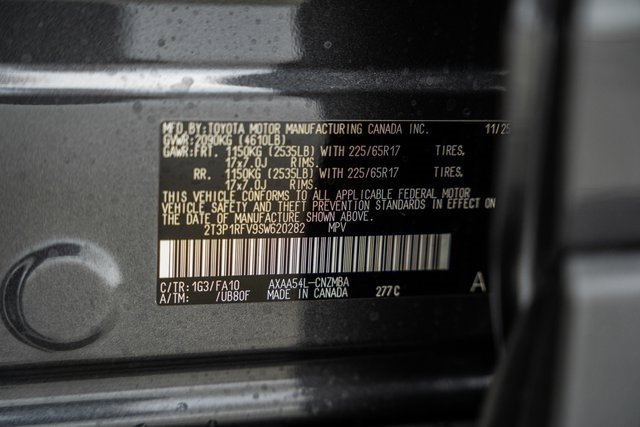 MFD.BY:TOYOTA MOTOR MANUFACTURING CANADA INC. 11/25
GVWR:2090KG (4610LB)
GAWR:FRT. 1150KG (2535LB) WITH 225/65R17 TIRES,
17x7.0J RIMS.
RR. 1150KG (2535LB) WITH 225/65R17 TIRES,
17x7.0J RIMS.
THIS VEHICLE CONFORMS TO ALL APPLICABLE FEDERAL MOTOR
VEHICLE SAFETY AND THEFT PREVENTION STANDARDS IN EFFECT ON
THE DATE OF MANUFACTURE SHOWN ABOVE.
2T3P1RFV9SW620282 MPV
C/TR: 1G3/FA10 AXAA54L-CNZMBA
A/TM: /UB80F MADE IN CANADA 277C A